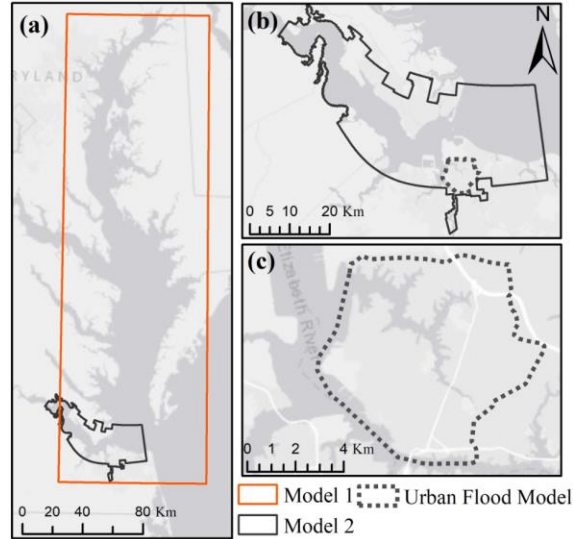 (a)
RYLAND
0 20 40 80 Km
(b)
N
0 5 10 20 Km
(c)
Elizabeth River
0 1 2 4 Km
Model 1
Urban Flood Model
Model 2